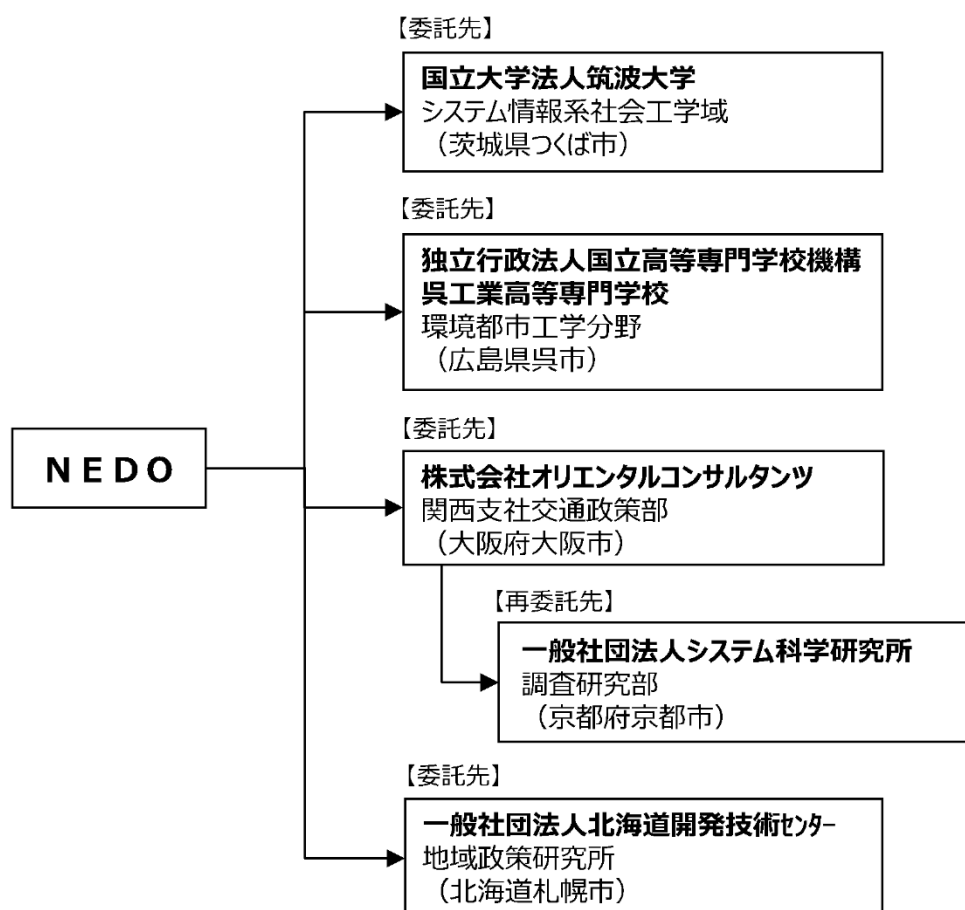 【委託先】
国立大学法人筑波大学
システム情報系社会工学域
（茨城県つくば市）
【委託先】
独立行政法人国立高等専門学校機構
呉工業高等専門学校
環境都市工学分野
（広島県呉市）
NEDO
【委託先】
株式会社オリエンタルコンサルタンツ
関西支社交通政策部
（大阪府大阪市）
【再委託先】
一般社団法人システム科学研究所
調査研究部
（京都府京都市）
【委託先】
一般社団法人北海道開発技術センター
地域政策研究所
（北海道札幌市）